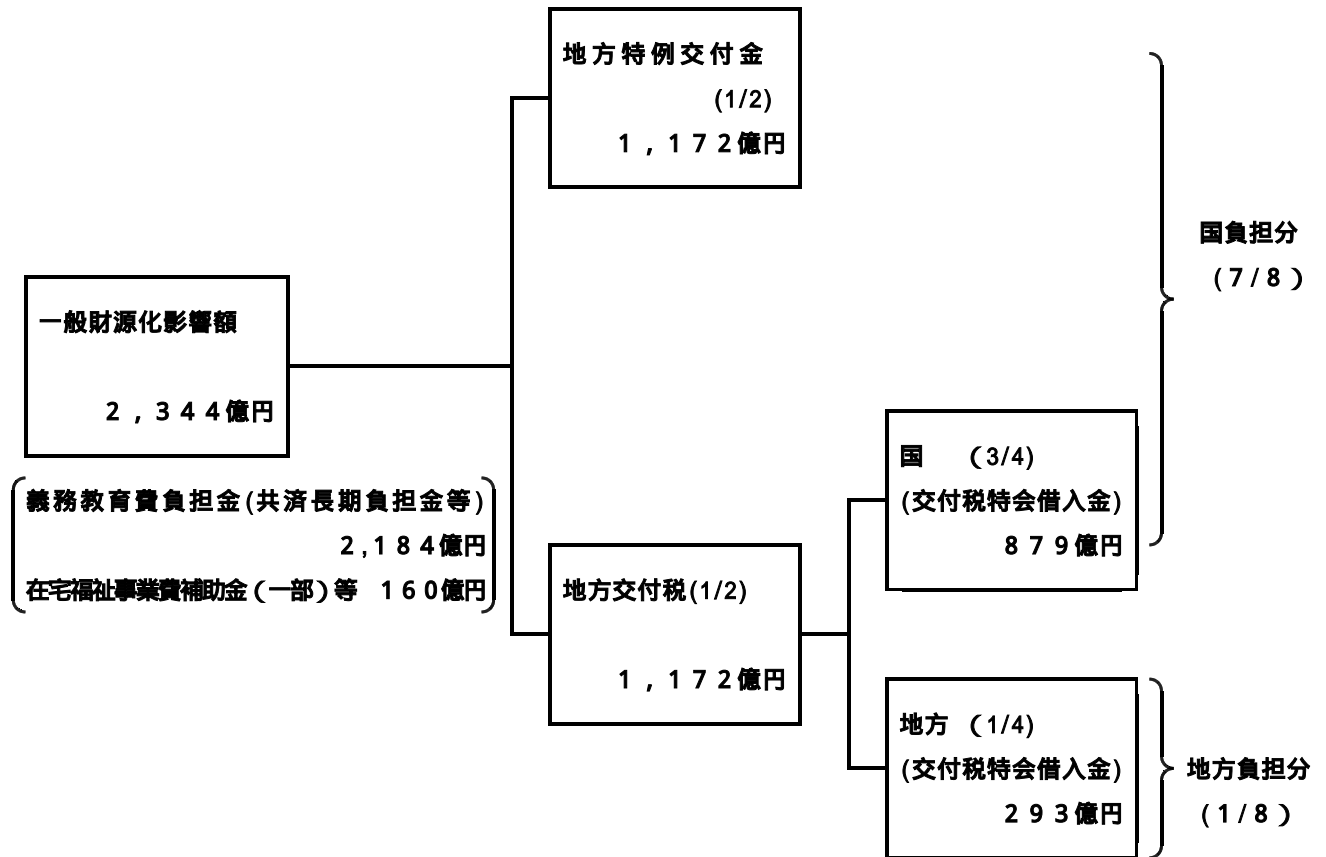 地方特例交付金
(1/2)
１，１７２億円
国負担分
（７/８）
一般財源化影響額
２，３４４億円
義務教育費負担金(共済長期負担金等)
２,１８４億円
在宅福祉事業費補助金（一部）等　１６０億円
地方交付税(1/2)
１，１７２億円
国　（3/4)
(交付税特会借入金)
８７９億円
地方　（1/4)
(交付税特会借入金)
２９３億円
地方負担分
（１/８）